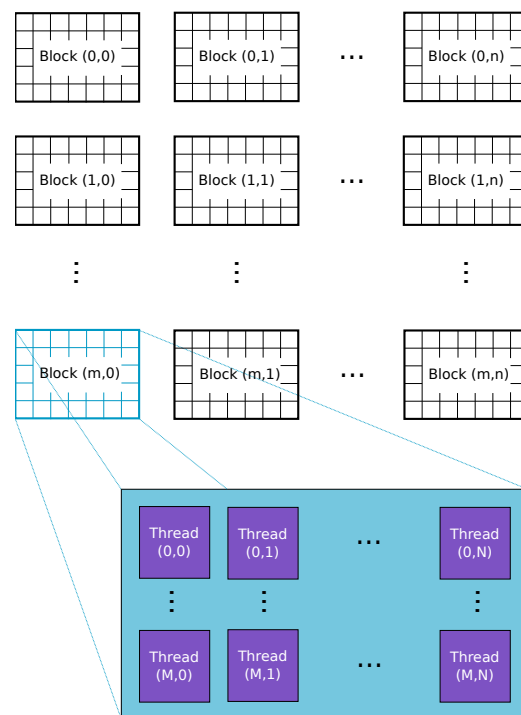 Block (0,0) Block (0,1) ... Block (0,n)
Block (1,0) Block (1,1) ... Block (1,n)
Block (m,0) Block (m,1) ... Block (m,n)
Thread Thread ... Thread
(0,0) (0,1) (0,N)
Thread Thread ... Thread
(M,0) (M,1) (M,N)